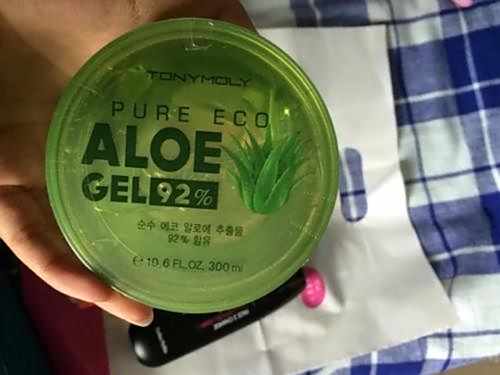 TONYMOLY
PURE ECO
ALOE
GEL 92%
순수 에코 알로에 추출물
92% 함유
℮ 10.6 FL.OZ. 300 ml